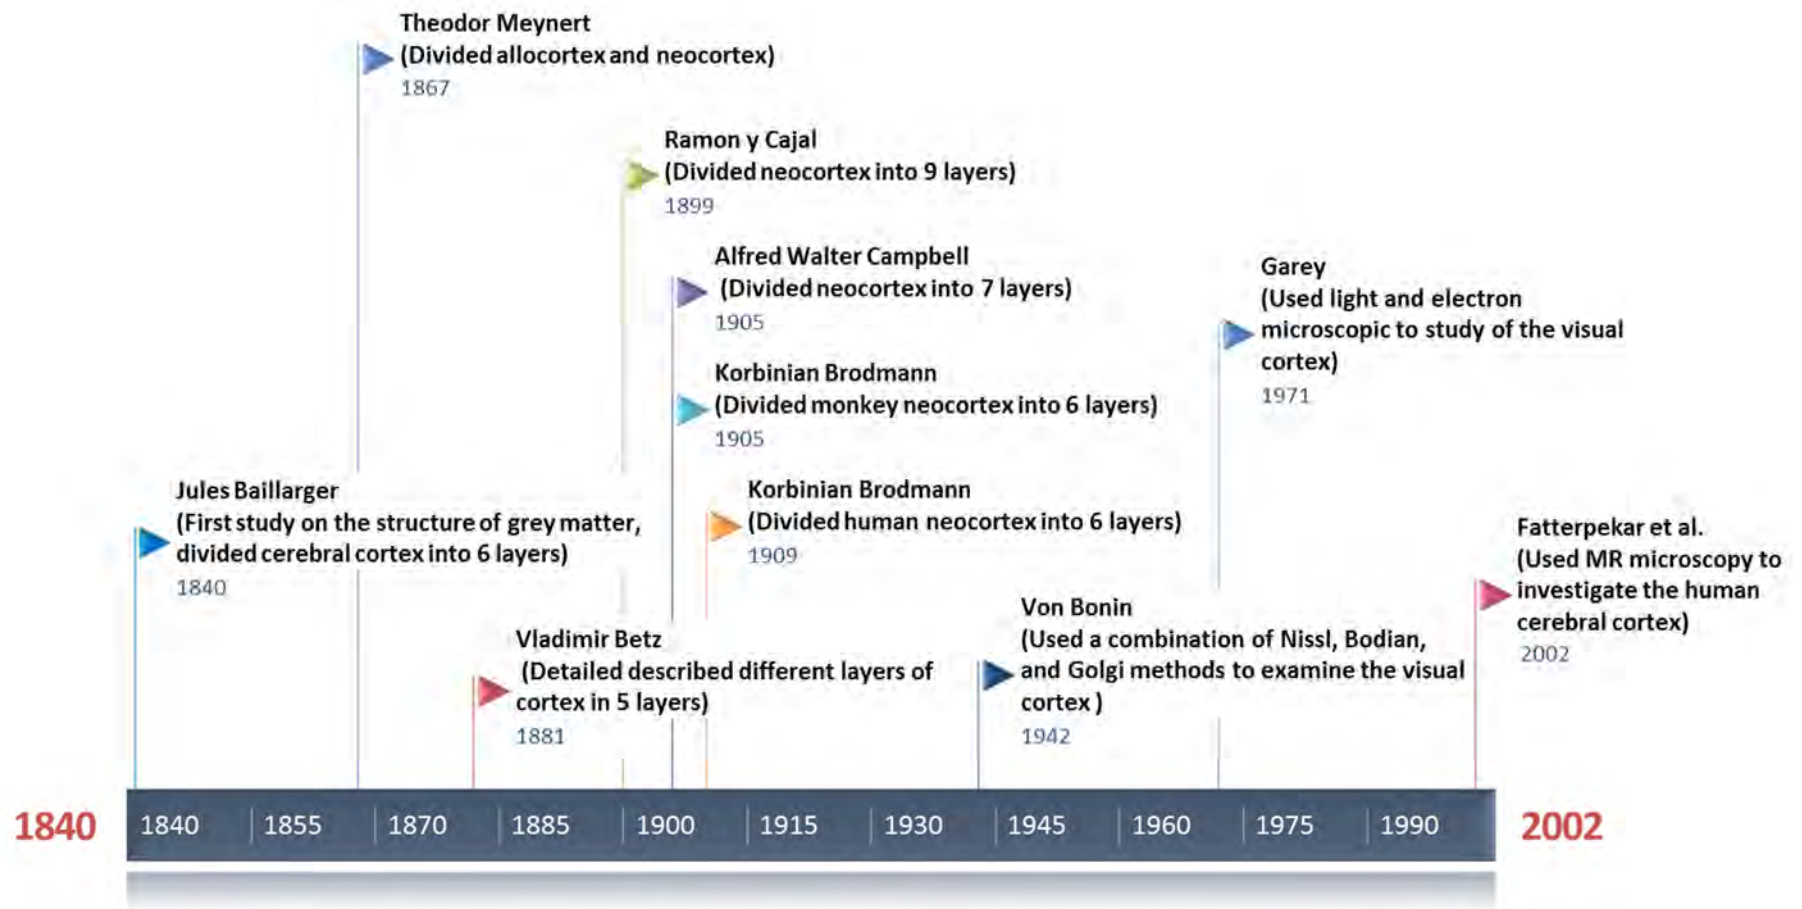 Theodor Meynert
(Divided allocortex and neocortex)
1867
Ramon y Cajal
(Divided neocortex into 9 layers)
1899
Alfred Walter Campbell
(Divided neocortex into 7 layers)
1905
Korbinian Brodmann
(Divided monkey neocortex into 6 layers)
1905
Garey
(Used light and electron
microscopic to study of the visual
cortex)
1971
Jules Baillarger
(First study on the structure of grey matter,
divided cerebral cortex into 6 layers)
1840
Korbinian Brodmann
(Divided human neocortex into 6 layers)
1909
Fatterpekar et al.
(Used MR microscopy to
investigate the human
cerebral cortex)
2002
Vladimir Betz
(Detailed described different layers of
cortex in 5 layers)
1881
Von Bonin
(Used a combination of Nissl, Bodian,
and Golgi methods to examine the visual
cortex )
1942
1840
1840 1855 1870 1885 1900 1915 1930 1945 1960 1975 1990
2002